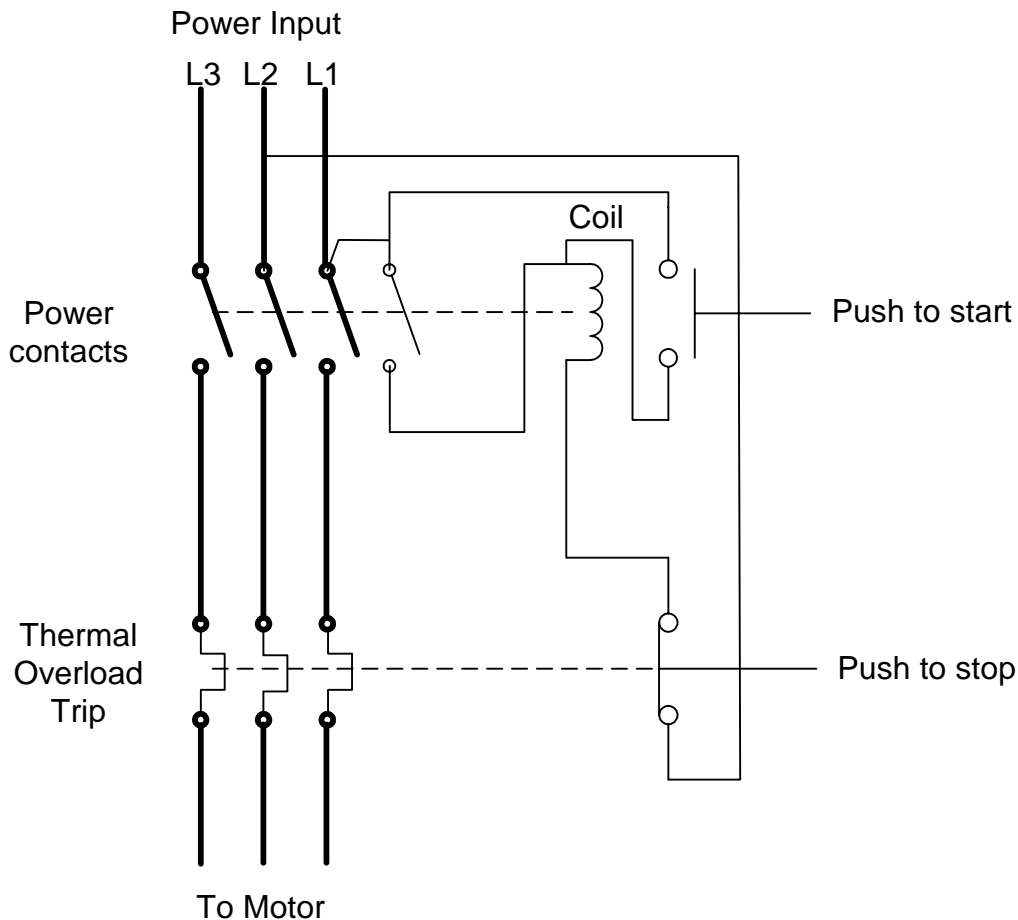 Power Input
L3 L2 L1
Coil
Power
contacts
Push to start
Thermal
Overload
Trip
Push to stop
To Motor